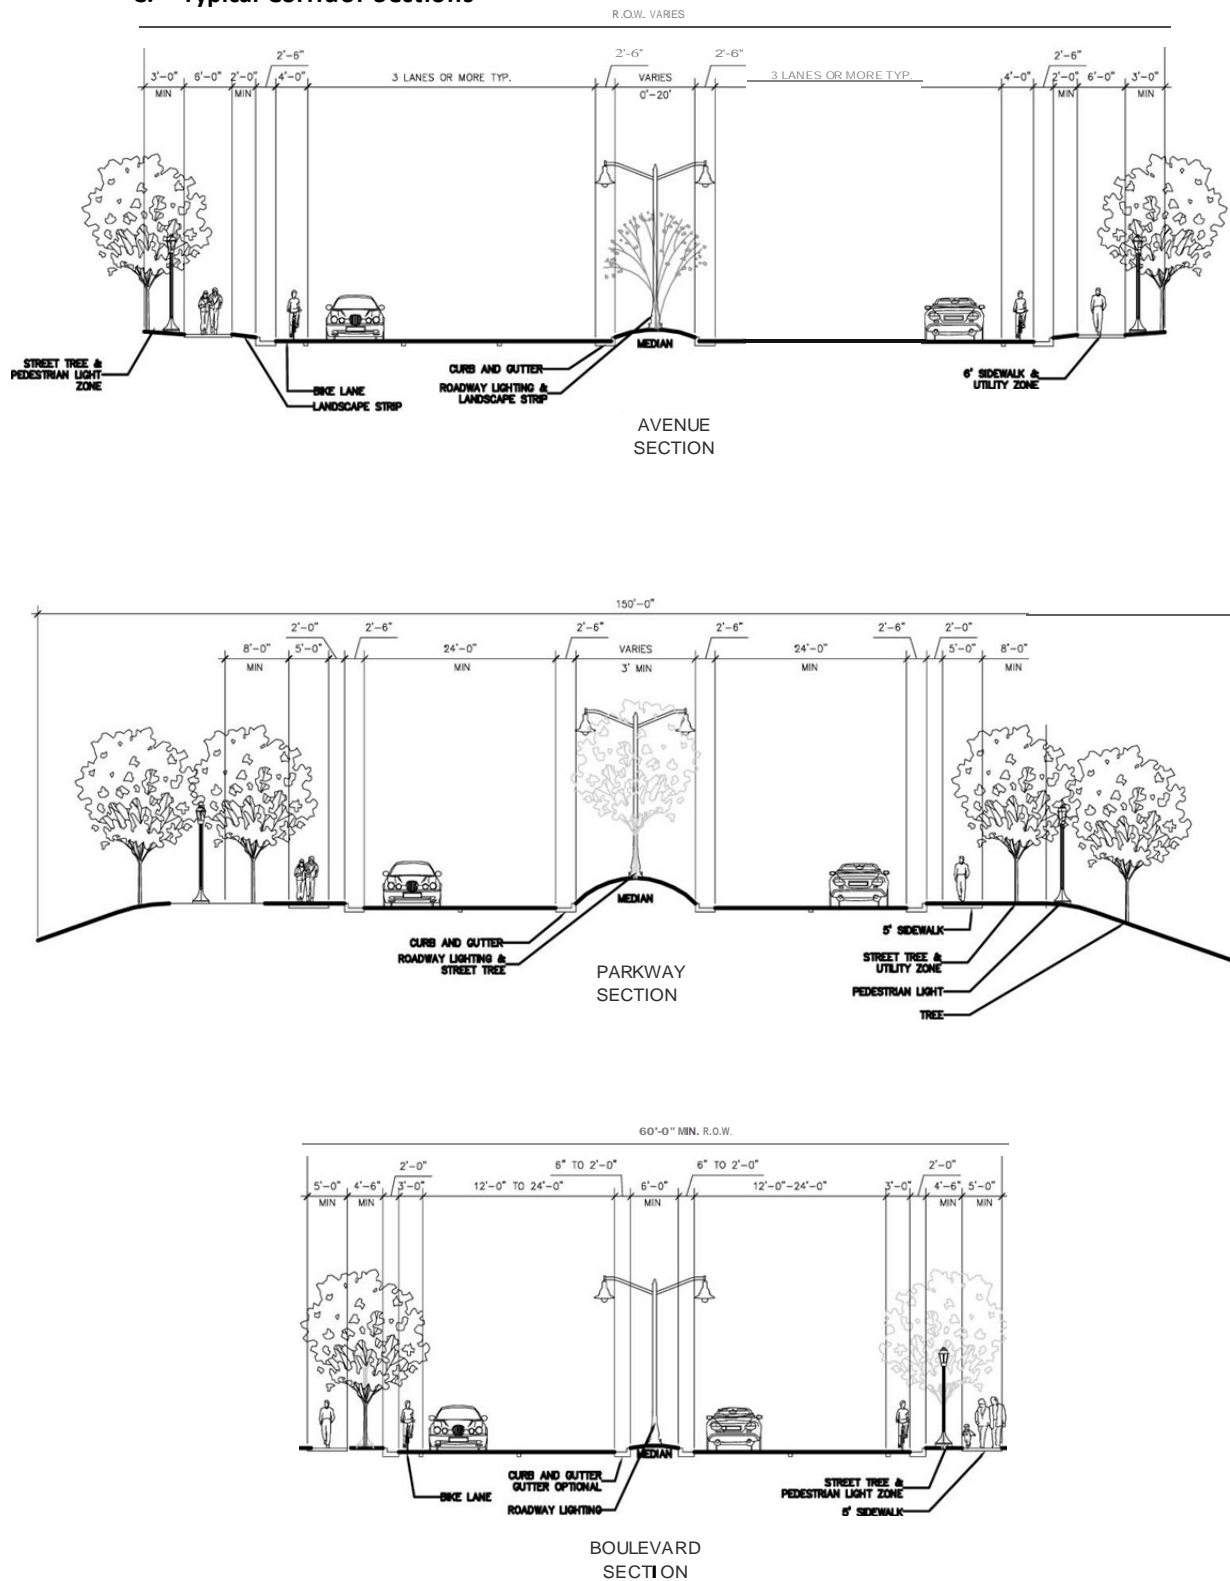 C. Typical Corridor Sections
R.O.W. VARIES
2'-6" 2'-6" 2'-6" 2'-6"
3'-0" 6'-0" 2'-0" 4'-0" 3 LANES OR MORE TYP. VARIES 3 LANES OR MORE TYP. 4'-0" 2'-0" 6'-0" 3'-0"
MIN MIN 0'-20' MIN MIN
STREET TREE &
PEDESTRIAN LIGHT
ZONE
BIKE LANE
LANDSCAPE STRIP
CURB AND GUTTER
ROADWAY LIGHTING &
LANDSCAPE STRIP
MEDIAN
6' SIDEWALK &
UTILITY ZONE
AVENUE
SECTION
150'-0"
2'-0" 2'-6" 2'-6" 2'-6" 2'-6" 2'-0"
8'-0" 5'-0" 24'-0" VARIES 24'-0" 5'-0" 8'-0"
MIN MIN 3' MIN MIN MIN
MEDIAN
CURB AND GUTTER
ROADWAY LIGHTING &
STREET TREE
5' SIDEWALK
STREET TREE &
UTILITY ZONE
PEDESTRIAN LIGHT
TREE
PARKWAY
SECTION
60'-0" MIN. R.O.W.
2'-0" 6" TO 2'-0" 6" TO 2'-0" 2'-0"
5'-0" 4'-6" 3'-0" 12'-0" TO 24'-0" 6'-0" 12'-0"-24'-0" 3'-0" 4'-6" 5'-0"
MIN MIN MIN MIN MIN
MEDIAN
BIKE LANE
CURB AND GUTTER
GUTTER OPTIONAL
ROADWAY LIGHTING
STREET TREE &
PEDESTRIAN LIGHT ZONE
5' SIDEWALK
BOULEVARD
SECTION